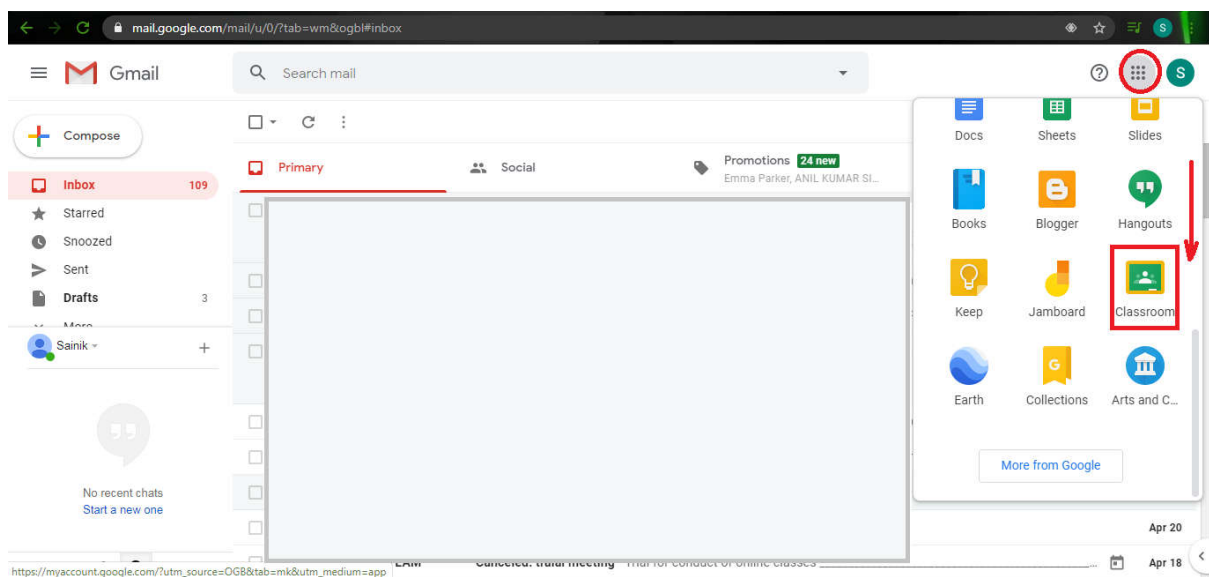 mail.google.com/mail/u/0/?tab=wm&ogbl#inbox
S
Gmail
Search mail
S
Compose
Primary
Social
Promotions 24 new
Emma Parker, ANIL KUMAR SI...
Inbox 109
Starred
Snoozed
Sent
Drafts 3
More
Sainik
No recent chats
Start a new one
Docs Sheets Slides
Books Blogger Hangouts
Keep Jamboard Classroom
G
Earth Collections Arts and C...
More from Google
Apr 20
Canceled: Apr 18
https://myaccount.google.com/?utm_source=OGB&tab=mk&utm_medium=app